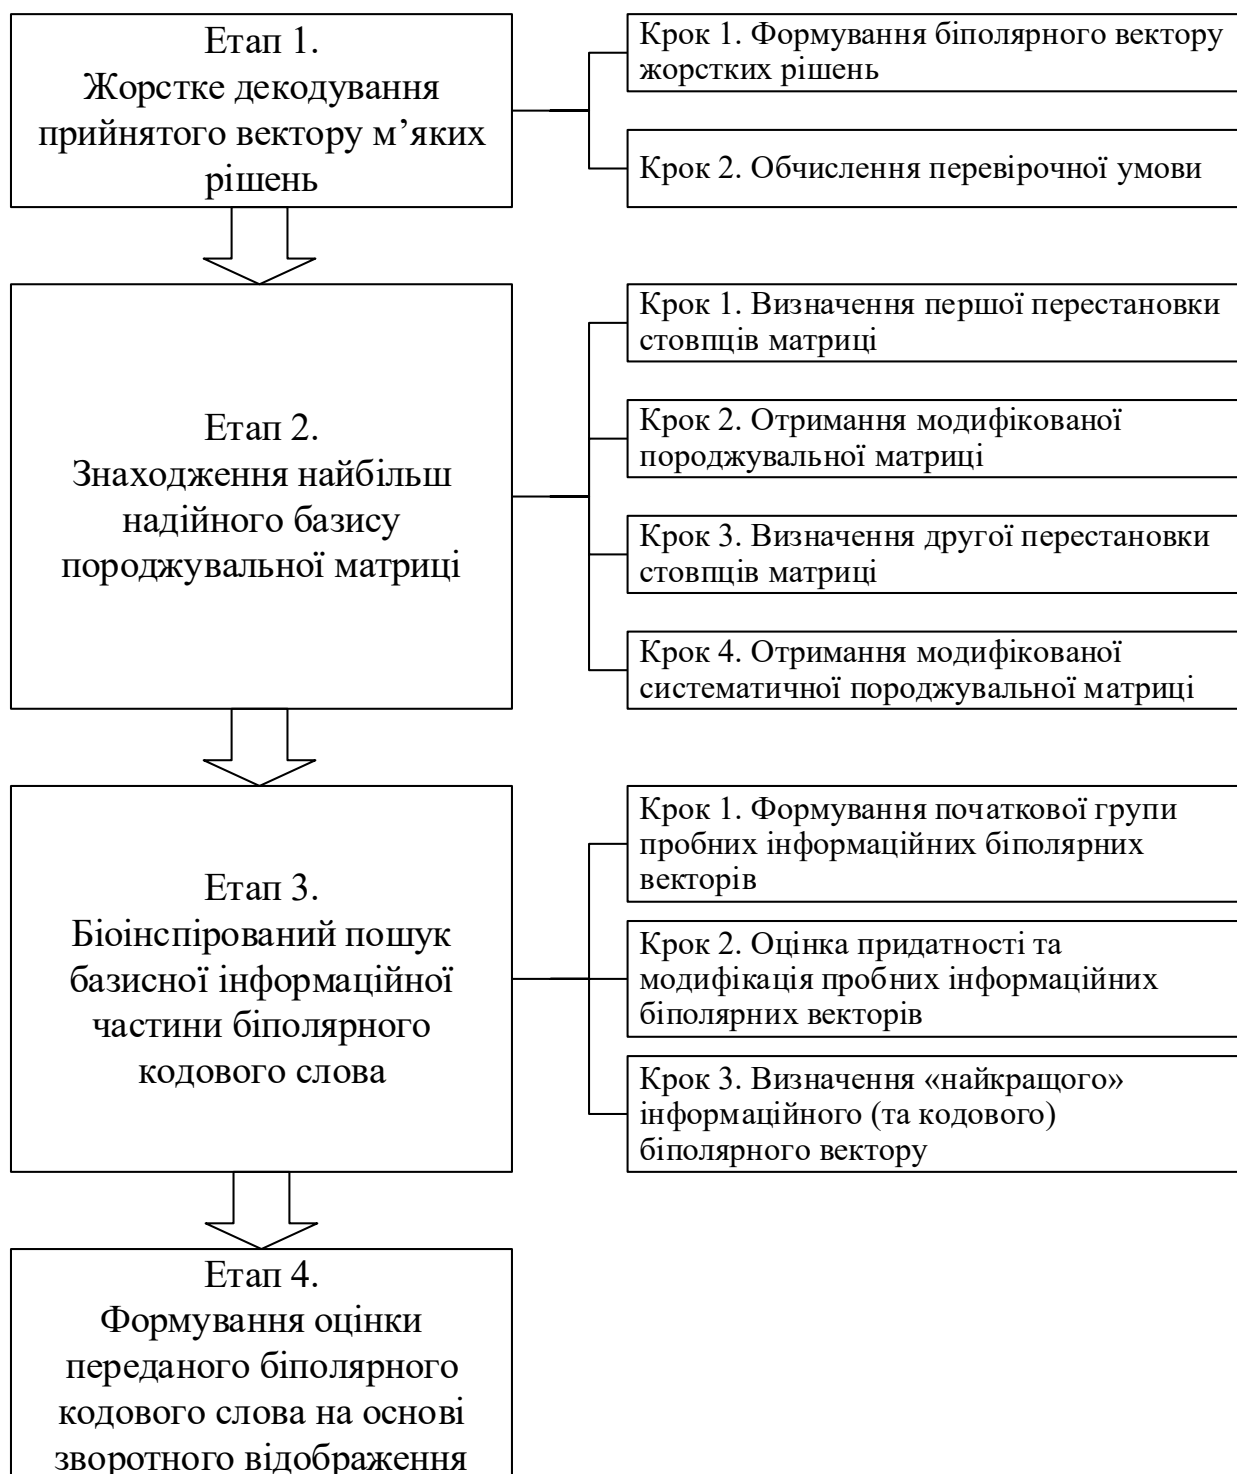 Етап 1.
Жорстке декодування
прийнятого вектору м’яких
рішень
Крок 1. Формування біполярного вектору
жорстких рішень
Крок 2. Обчислення перевірочної умови
Етап 2.
Знаходження найбільш
надійного базису
породжувальної матриці
Крок 1. Визначення першої перестановки
стовпців матриці
Крок 2. Отримання модифікованої
породжувальної матриці
Крок 3. Визначення другої перестановки
стовпців матриці
Крок 4. Отримання модифікованої
систематичної породжувальної матриці
Етап 3.
Біоінспірований пошук
базисної інформаційної
частини біполярного
кодового слова
Крок 1. Формування початкової групи
пробних інформаційних біполярних
векторів
Крок 2. Оцінка придатності та
модифікація пробних інформаційних
біполярних векторів
Крок 3. Визначення «найкращого»
інформаційного (та кодового)
біполярного вектору
Етап 4.
Формування оцінки
переданого біполярного
кодового слова на основі
зворотного відображення